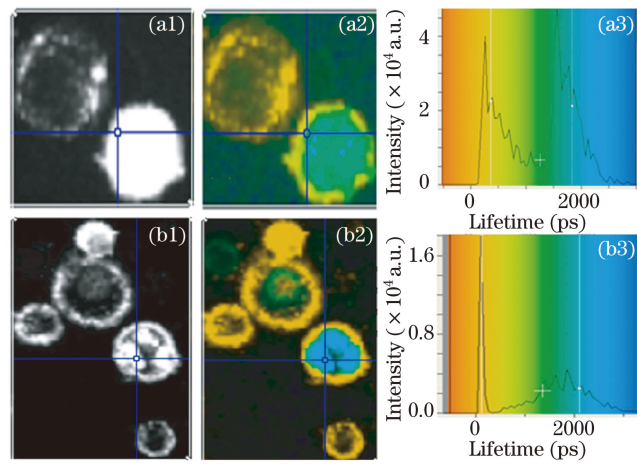 (a1)
(a2)
(a3)
Intensity (× 10⁴ a.u.)
4
2
0
0
2000
Lifetime (ps)
(b1)
(b2)
(b3)
Intensity (× 10⁴ a.u.)
1.6
0.8
0.0
0
2000
Lifetime (ps)